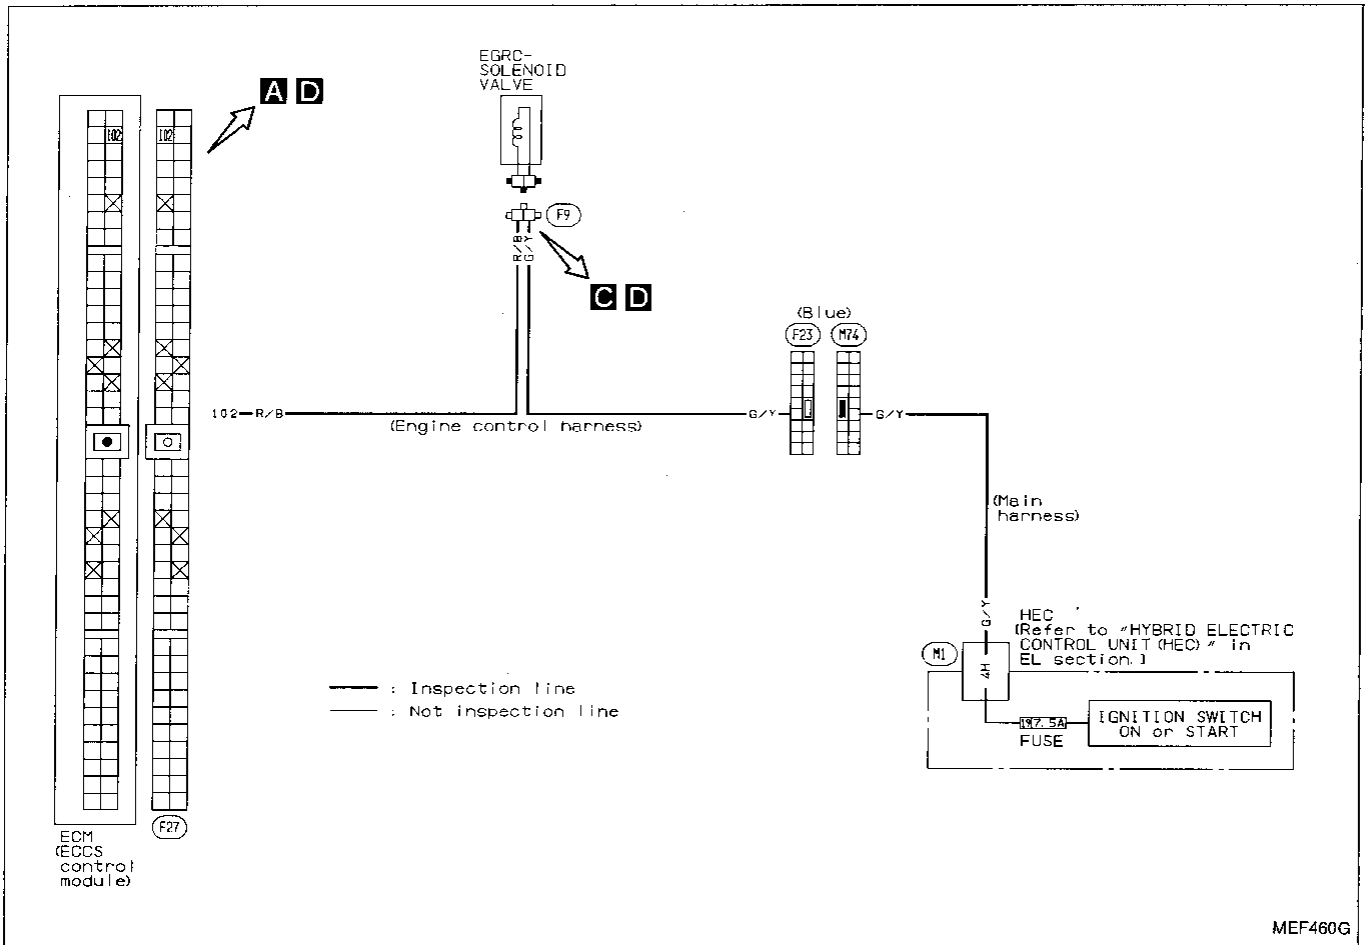 EGRC-
SOLENOID
VALVE
A D
102
102
F9
R/B
G/Y
C D
(Blue)
F23
M74
102
R/B
(Engine control harness)
G/Y
G/Y
(Main
harness)
G/Y
HEC
(Refer to "HYBRID ELECTRIC
CONTROL UNIT (HEC)" in
EL section.)
M1
4H
7.5A
FUSE
IGNITION SWITCH
ON or START
: Inspection line
: Not inspection line
F27
ECM
(ECCS
control
module)
MEF460G